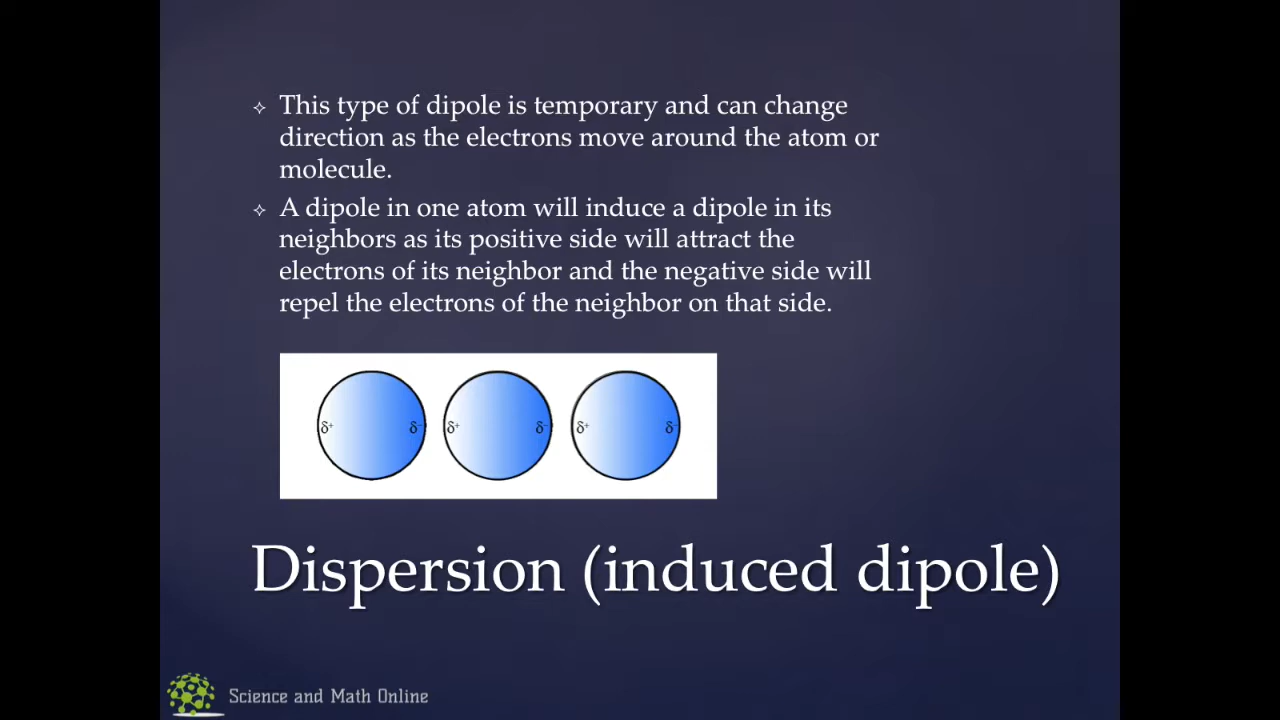 ✧ This type of dipole is temporary and can change
direction as the electrons move around the atom or
molecule.
✧ A dipole in one atom will induce a dipole in its
neighbors as its positive side will attract the
electrons of its neighbor and the negative side will
repel the electrons of the neighbor on that side.
δ⁺ δ⁻ δ⁺ δ⁻ δ⁺ δ⁻
Dispersion (induced dipole)
Science and Math Online